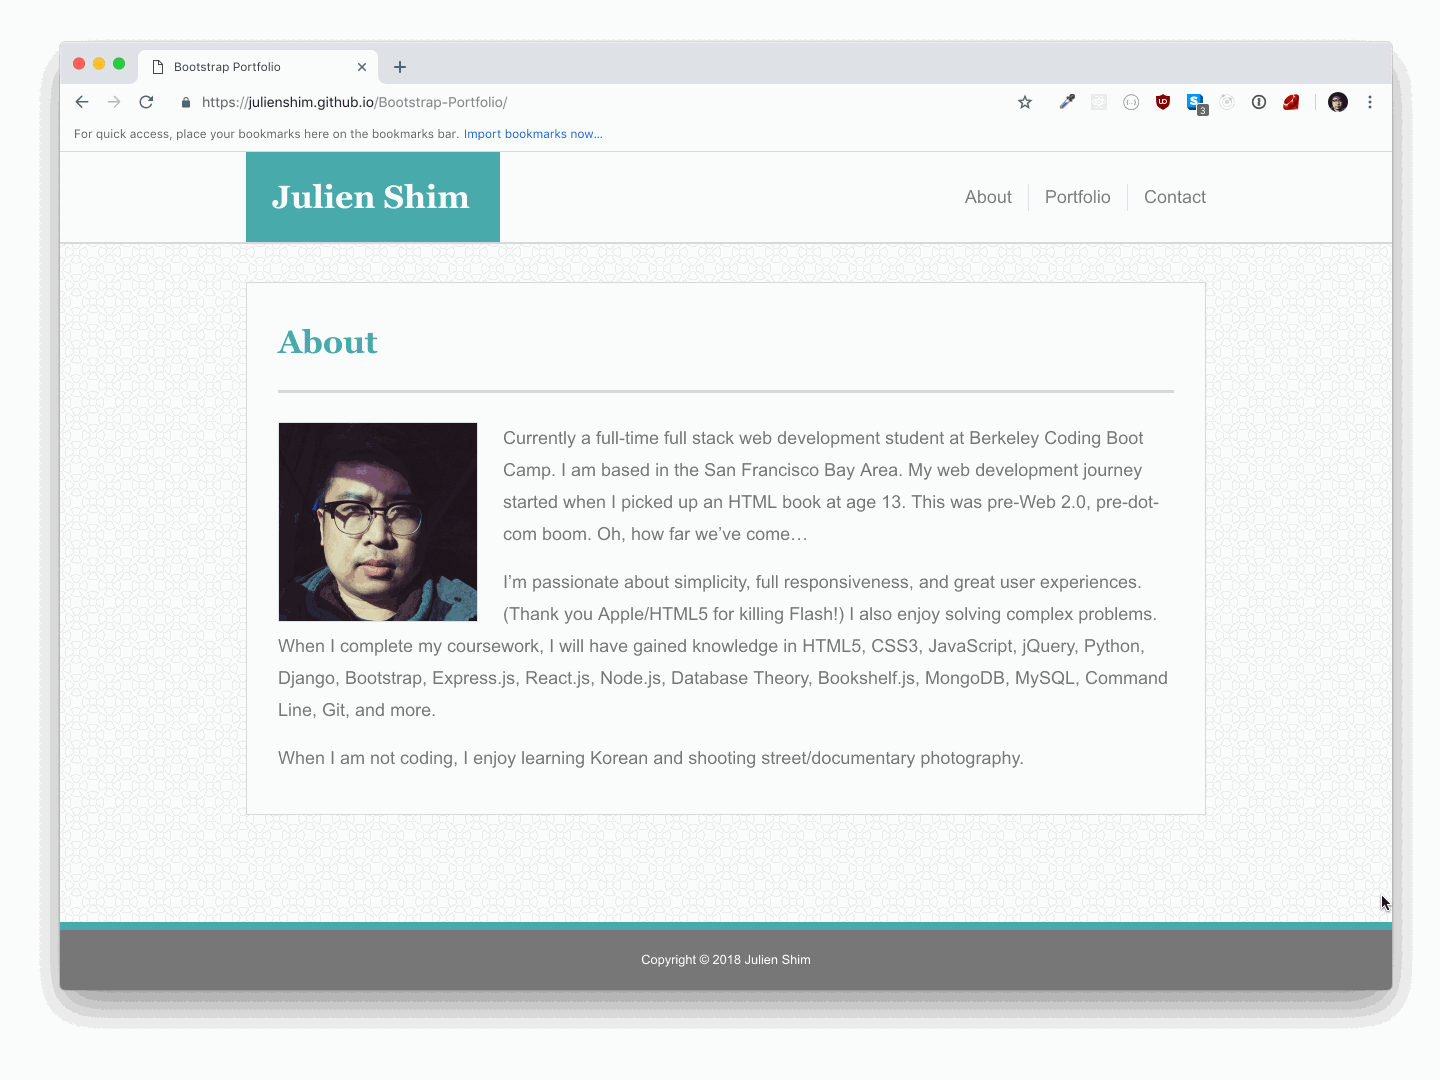 Bootstrap Portfolio
https://julienshim.github.io/Bootstrap-Portfolio/
3
For quick access, place your bookmarks here on the bookmarks bar. Import bookmarks now...
Julien Shim
About
Portfolio
Contact
About
Currently a full-time full stack web development student at Berkeley Coding Boot
Camp. I am based in the San Francisco Bay Area. My web development journey
started when I picked up an HTML book at age 13. This was pre-Web 2.0, pre-dot-
com boom. Oh, how far we’ve come…
I’m passionate about simplicity, full responsiveness, and great user experiences.
(Thank you Apple/HTML5 for killing Flash!) I also enjoy solving complex problems.
When I complete my coursework, I will have gained knowledge in HTML5, CSS3, JavaScript, jQuery, Python,
Django, Bootstrap, Express.js, React.js, Node.js, Database Theory, Bookshelf.js, MongoDB, MySQL, Command
Line, Git, and more.
When I am not coding, I enjoy learning Korean and shooting street/documentary photography.
Copyright © 2018 Julien Shim